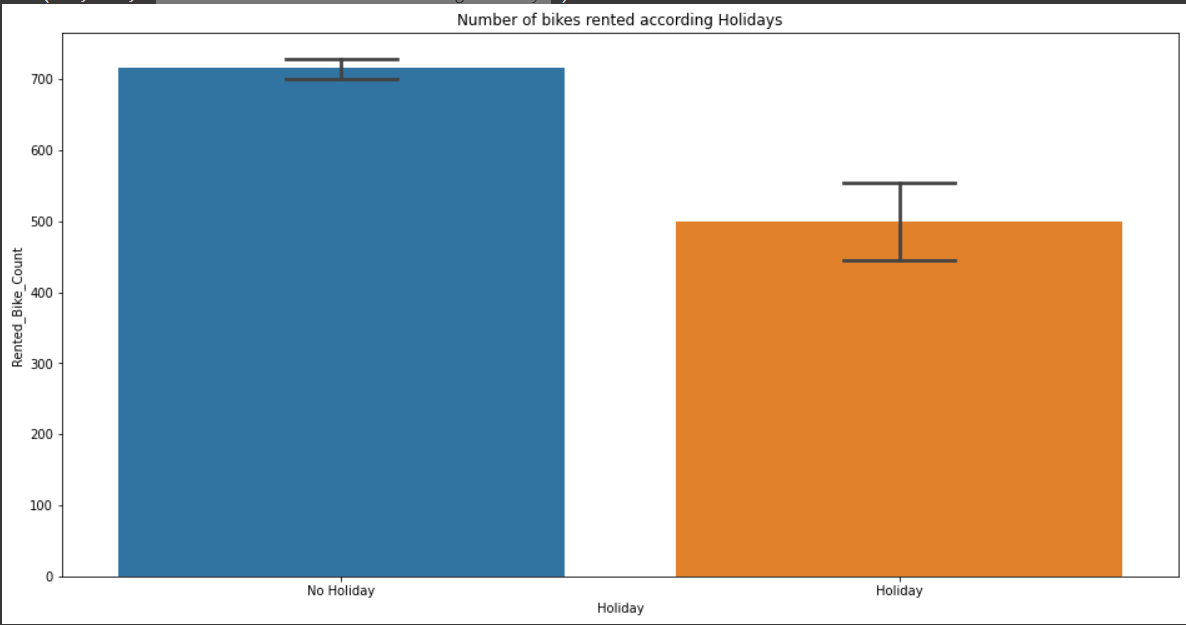 Number of bikes rented according Holidays
700
600
500
400
300
200
100
0
Rented_Bike_Count
No Holiday
Holiday
Holiday